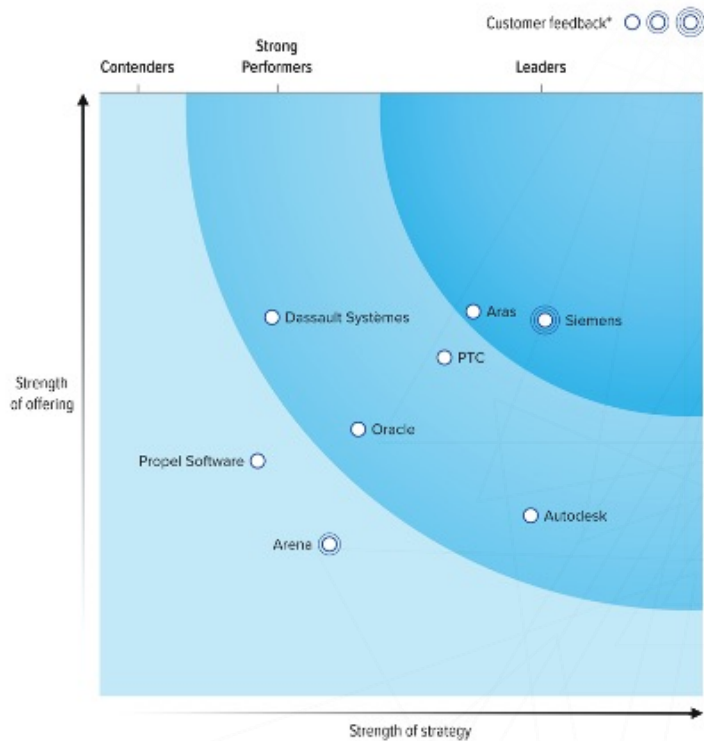 Customer feedback*
Strong
Contenders Performers Leaders
Aras
Dassault Systèmes
Siemens
PTC
Strength
of offering
Oracle
Propel Software
Autodesk
Arena
Strength of strategy